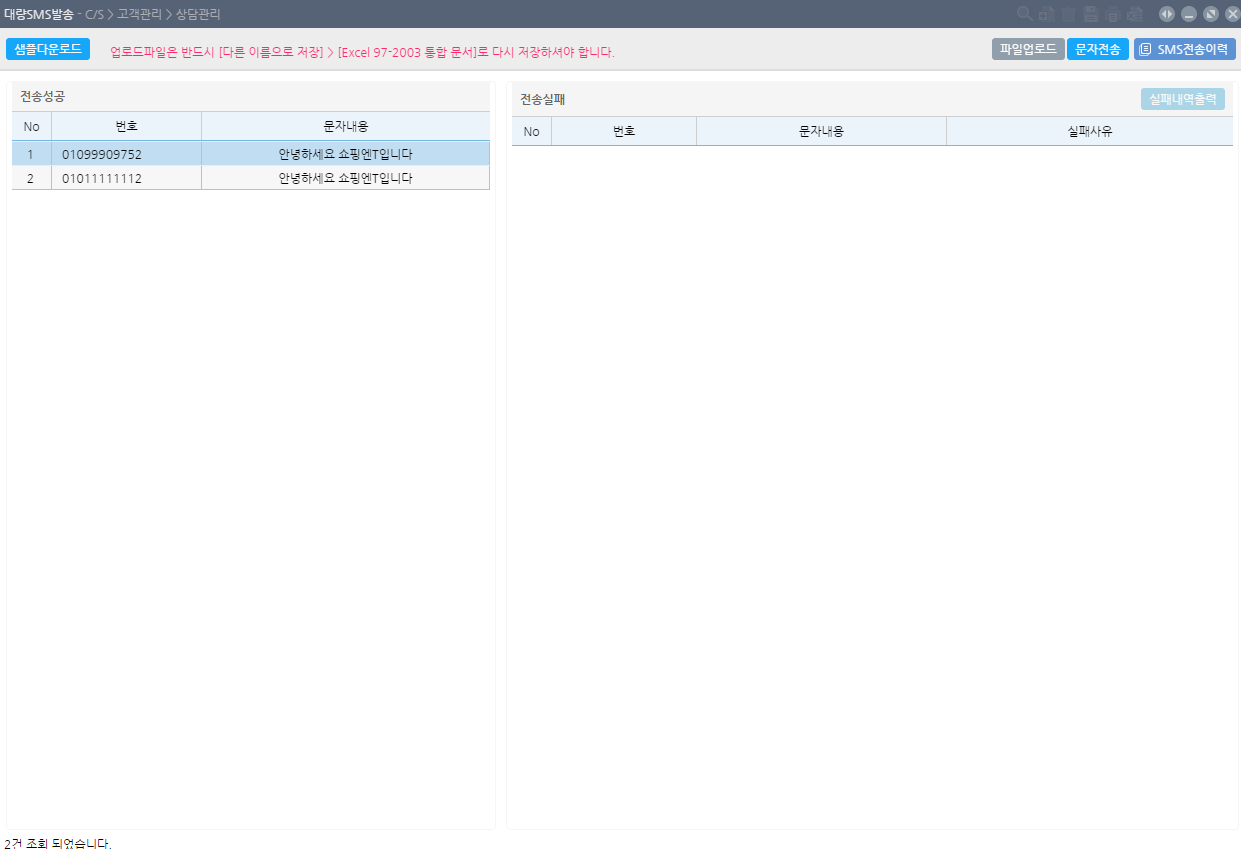 대량SMS발송 - C/S > 고객관리 > 상담관리
샘플다운로드 업로드파일은 반드시 [다른 이름으로 저장] > [Excel 97-2003 통합 문서]로 다시 저장하셔야 합니다. 파일업로드 문자전송 SMS전송이력
전송성공
No 번호 문자내용
1 01099909752 안녕하세요 쇼핑엔T입니다
2 01011111112 안녕하세요 쇼핑엔T입니다
전송실패 실패내역출력
No 번호 문자내용 실패사유
2건 조회 되었습니다.